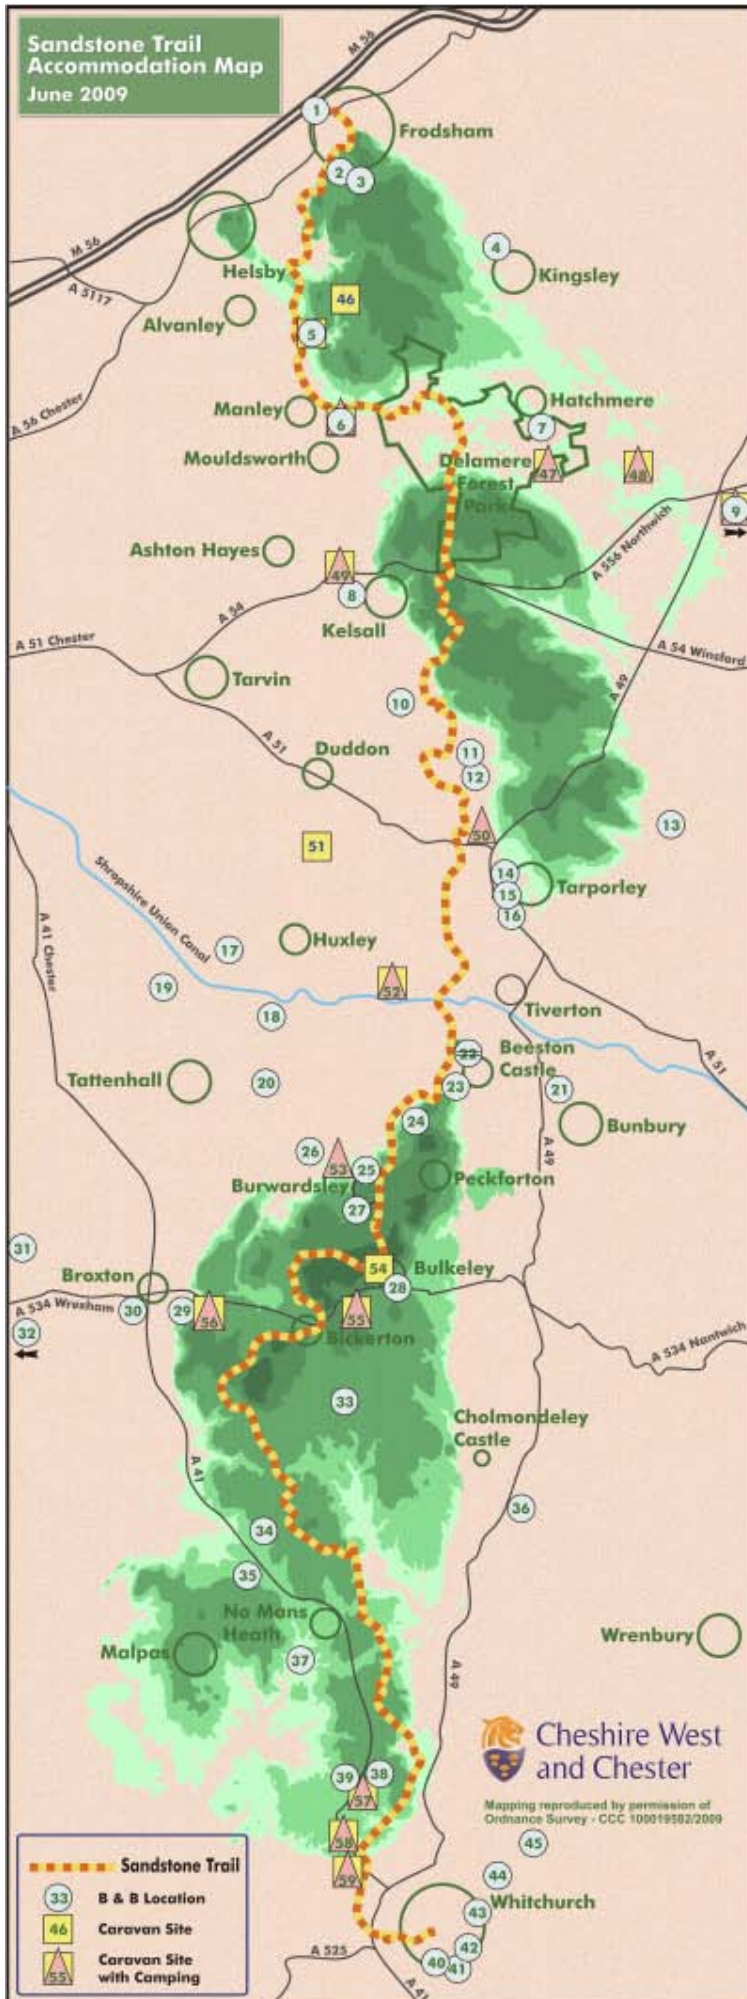 Sandstone Trail
Accommodation Map
June 2009
M 56
1
Frodsham
2
3
M 56
4
Helsby
Kingsley
A 5117
46
Alvanley
5
A 56 Chester
Manley
Hatchmere
6
7
Mouldsworth
Delamere
Forest
Park
47
48
9
Ashton Hayes
A 556 Northwich
49
8
Kelsall
A 54
A 51 Chester
A 54 Winsford
Tarvin
A 49
10
A 51
Duddon
11
12
50
13
51
14
Tarporley
15
16
Shropshire Union Canal
A 41 Chester
17
Huxley
19
52
Tiverton
18
A 51
22
Beeston
Castle
Tattenhall
20
23
21
24
Bunbury
26
53
25
A 49
Burwardsley
Peckforton
27
31
54
Bulkeley
Broxton
28
A 534 Wrexham
30
29
56
55
32
Bickerton
A 534 Nantwich
33
Cholmondeley
Castle
A 41
36
34
35
No Mans
Heath
Malpas
Wrenbury
37
A 49
Cheshire West
and Chester
39
38
57
Mapping reproduced by permission of
Ordnance Survey - CCC 100019582/2009
58
45
59
44
Whitchurch
43
42
40
41
A 525
A 41
Sandstone Trail
33
B & B Location
46
Caravan Site
55
Caravan Site
with Camping